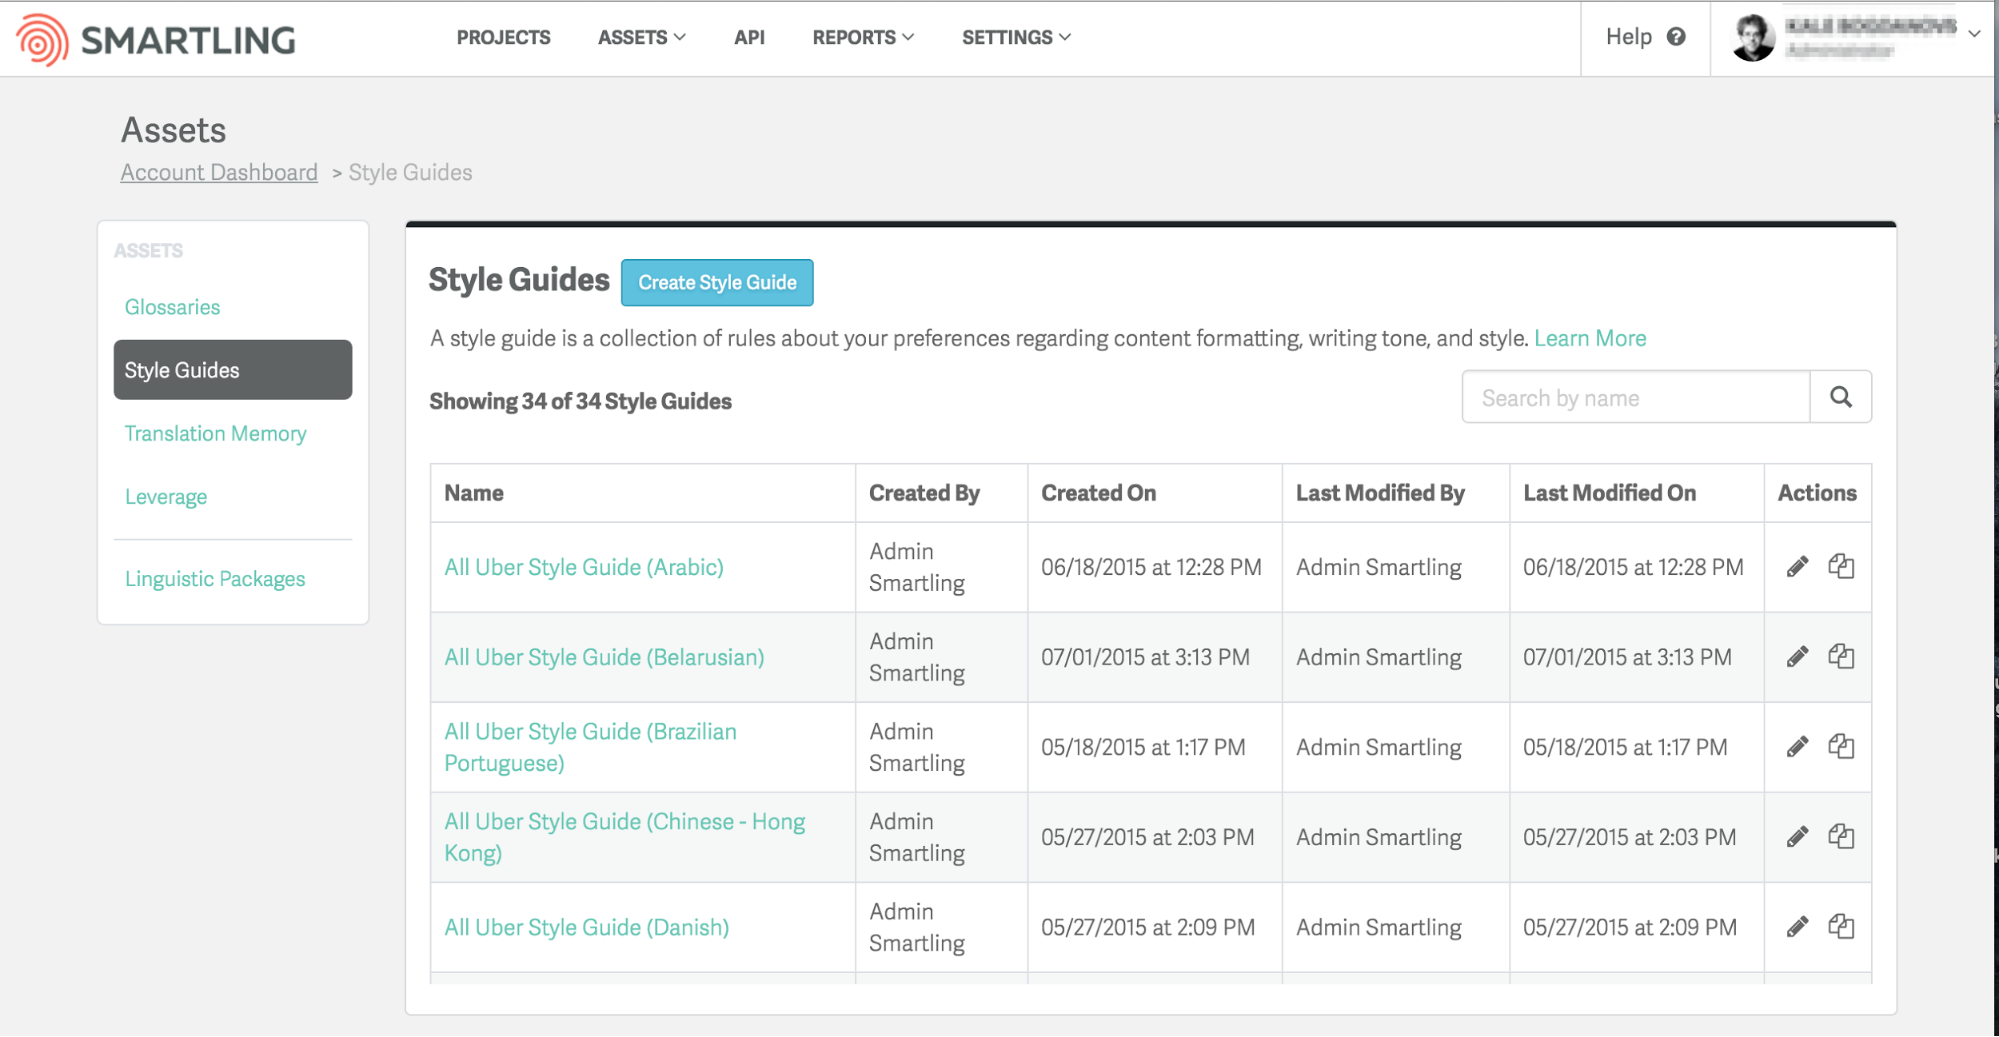 SMARTLING
PROJECTS ASSETS API REPORTS SETTINGS
Help
Assets
Account Dashboard > Style Guides
ASSETS
Glossaries
Style Guides
Translation Memory
Leverage
Linguistic Packages
Style Guides Create Style Guide
A style guide is a collection of rules about your preferences regarding content formatting, writing tone, and style. Learn More
Showing 34 of 34 Style Guides
Search by name
Name Created By Created On Last Modified By Last Modified On Actions
All Uber Style Guide (Arabic) Admin Smartling 06/18/2015 at 12:28 PM Admin Smartling 06/18/2015 at 12:28 PM
All Uber Style Guide (Belarusian) Admin Smartling 07/01/2015 at 3:13 PM Admin Smartling 07/01/2015 at 3:13 PM
All Uber Style Guide (Brazilian Portuguese) Admin Smartling 05/18/2015 at 1:17 PM Admin Smartling 05/18/2015 at 1:17 PM
All Uber Style Guide (Chinese - Hong Kong) Admin Smartling 05/27/2015 at 2:03 PM Admin Smartling 05/27/2015 at 2:03 PM
All Uber Style Guide (Danish) Admin Smartling 05/27/2015 at 2:09 PM Admin Smartling 05/27/2015 at 2:09 PM